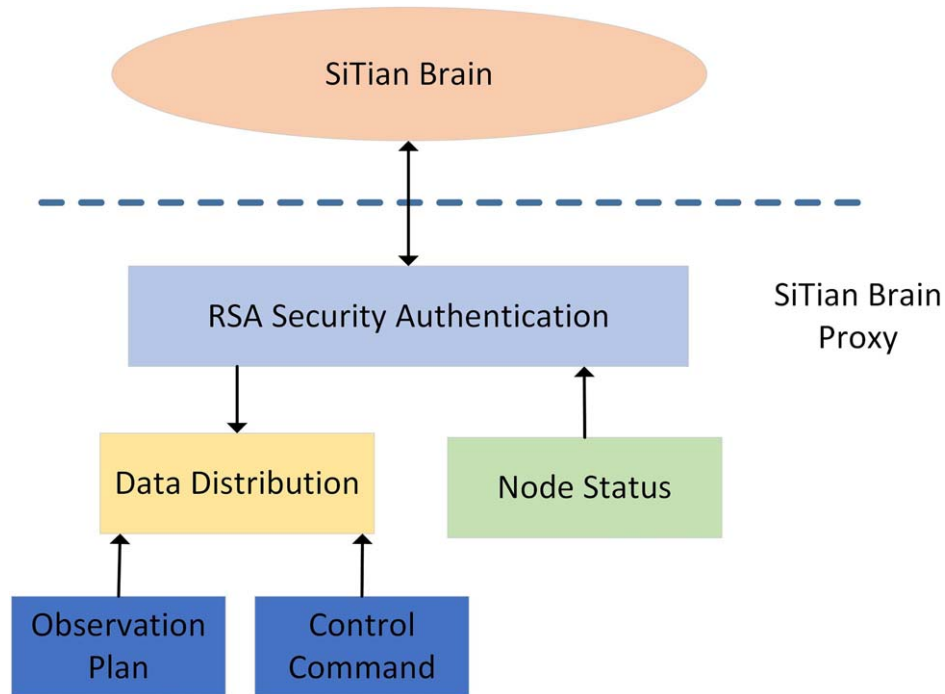 SiTian Brain
RSA Security Authentication
SiTian Brain
Proxy
Data Distribution
Node Status
Observation
Plan
Control
Command